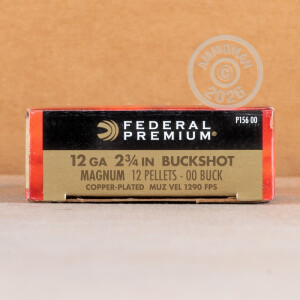 P156 00
FEDERAL
PREMIUM
12 GA 2¾ IN BUCKSHOT
MAGNUM 12 PELLETS - 00 BUCK
COPPER-PLATED MUZ VEL 1290 FPS
2026